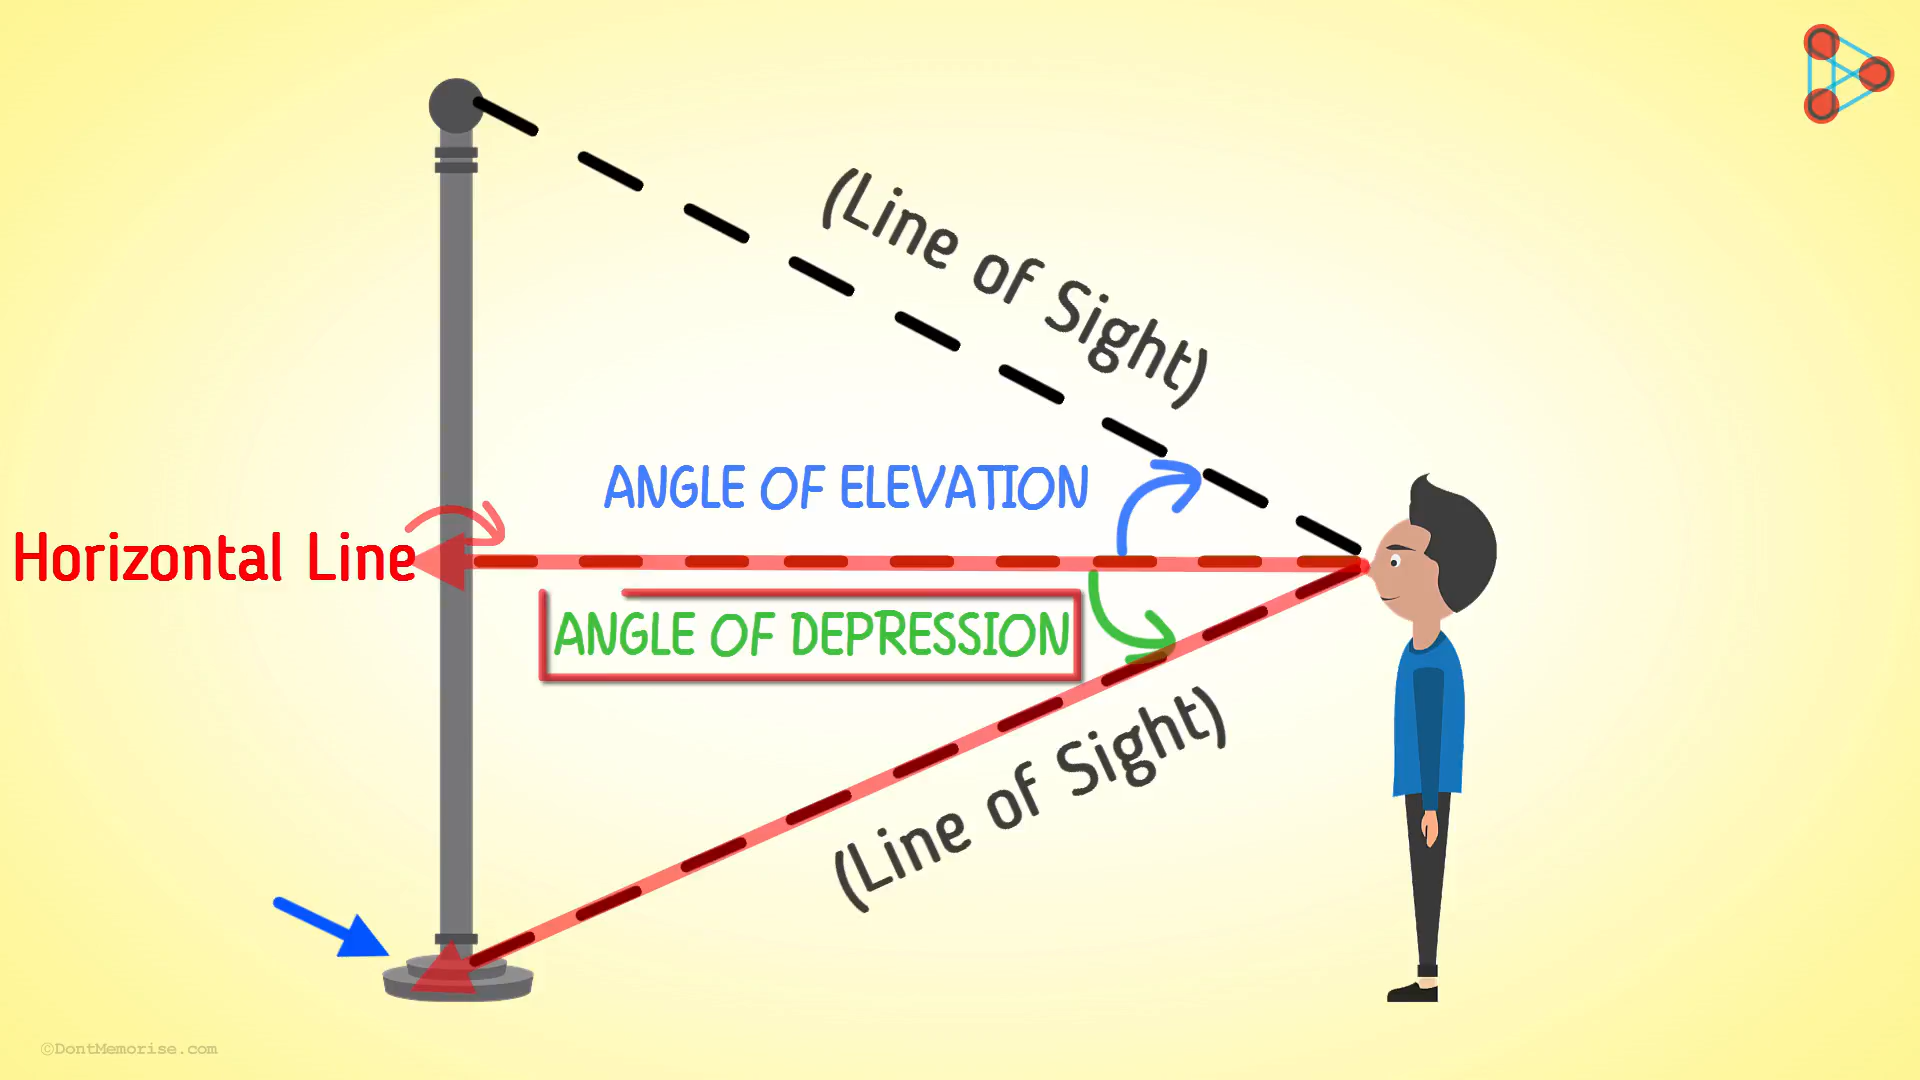 (Line of Sight)
ANGLE OF ELEVATION
Horizontal Line
ANGLE OF DEPRESSION
(Line of Sight)
©DontMemorise.com